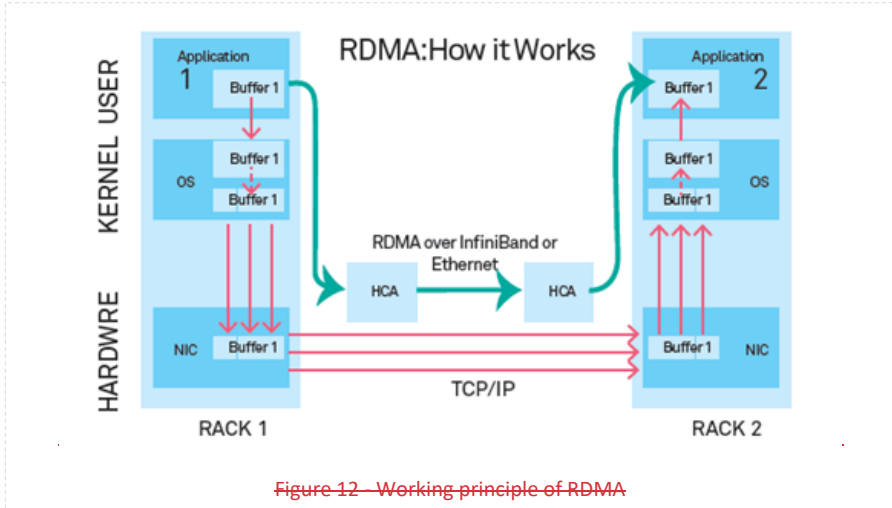 RDMA:How it Works
USER
KERNEL
HARDWRE
Application
1
Buffer 1
OS
Buffer 1
Buffer 1
NIC
Buffer 1
RACK 1
RDMA over InfiniBand or
Ethernet
HCA
HCA
TCP/IP
Application
2
Buffer 1
Buffer 1
OS
Buffer 1
Buffer 1
NIC
RACK 2
Figure 12 - Working principle of RDMA